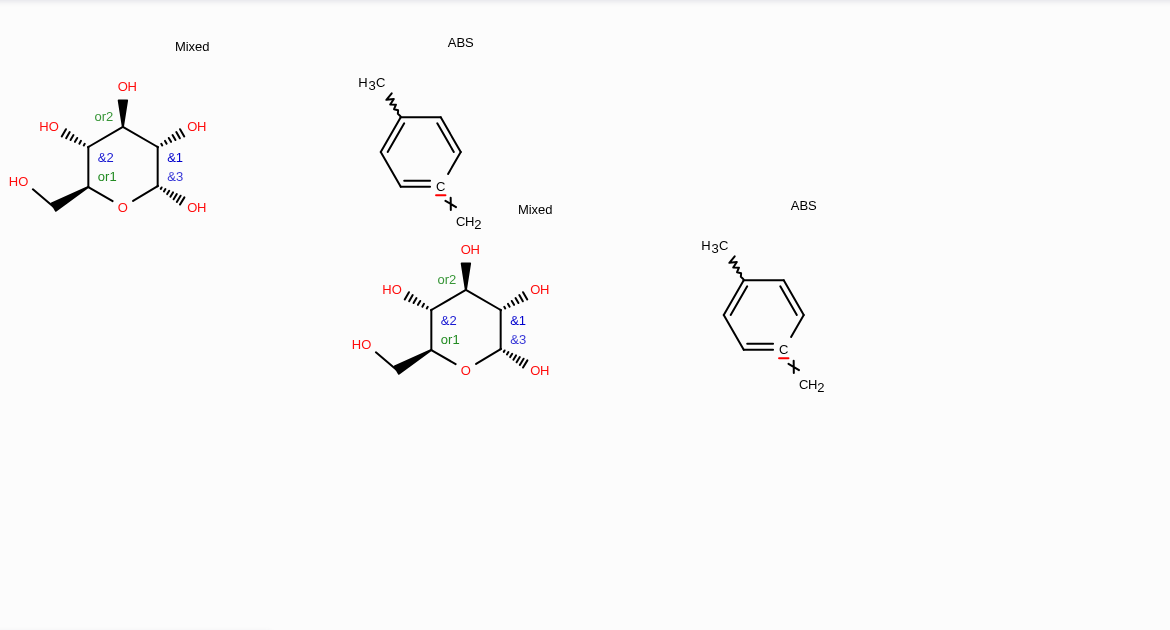 Mixed
ABS
H3C
OH
or2
HO
OH
&2
&1
or1
&3
HO
C
O
OH
CH2
Mixed
ABS
H3C
OH
or2
HO
OH
&2
&1
or1
&3
HO
C
O
OH
CH2